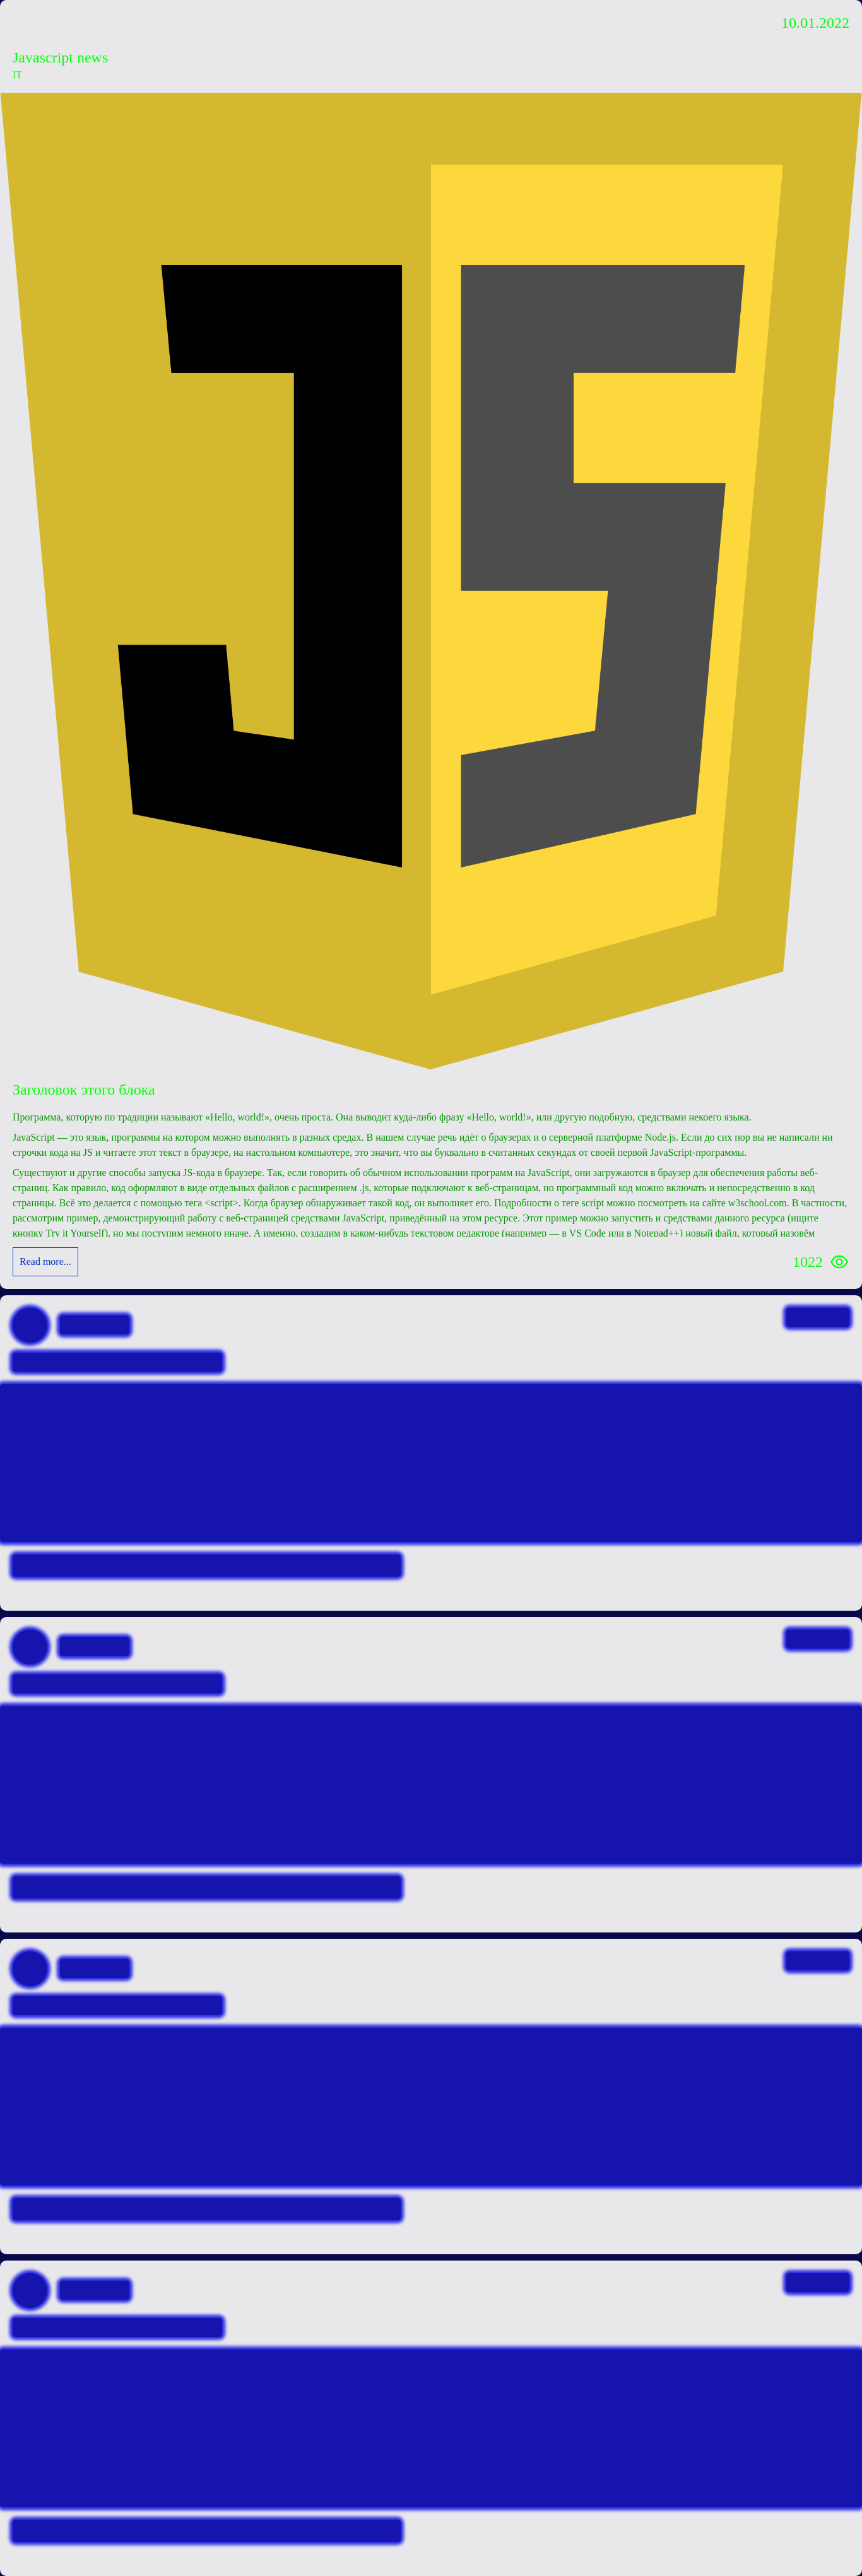 10.01.2022
Javascript news
IT
JS
Заголовок этого блока
Программа, которую по традиции называют «Hello, world!», очень проста. Она выводит куда-либо фразу «Hello, world!», или другую подобную, средствами некоего языка.
JavaScript — это язык, программы на котором можно выполнять в разных средах. В нашем случае речь идёт о браузерах и о серверной платформе Node.js. Если до сих пор вы не написали ни
строчки кода на JS и читаете этот текст в браузере, на настольном компьютере, это значит, что вы буквально в считанных секундах от своей первой JavaScript-программы.
Существуют и другие способы запуска JS-кода в браузере. Так, если говорить об обычном использовании программ на JavaScript, они загружаются в браузер для обеспечения работы веб-
страниц. Как правило, код оформляют в виде отдельных файлов с расширением .js, которые подключают к веб-страницам, но программный код можно включать и непосредственно в код
страницы. Всё это делается с помощью тега <script>. Когда браузер обнаруживает такой код, он выполняет его. Подробности о теге script можно посмотреть на сайте w3school.com. В частности,
рассмотрим пример, демонстрирующий работу с веб-страницей средствами JavaScript, приведённый на этом ресурсе. Этот пример можно запустить и средствами данного ресурса (ищите
кнопку Try it Yourself), но мы поступим немного иначе. А именно, создадим в каком-нибудь текстовом редакторе (например — в VS Code или в Notepad++) новый файл, который назовём
Read more...
1022